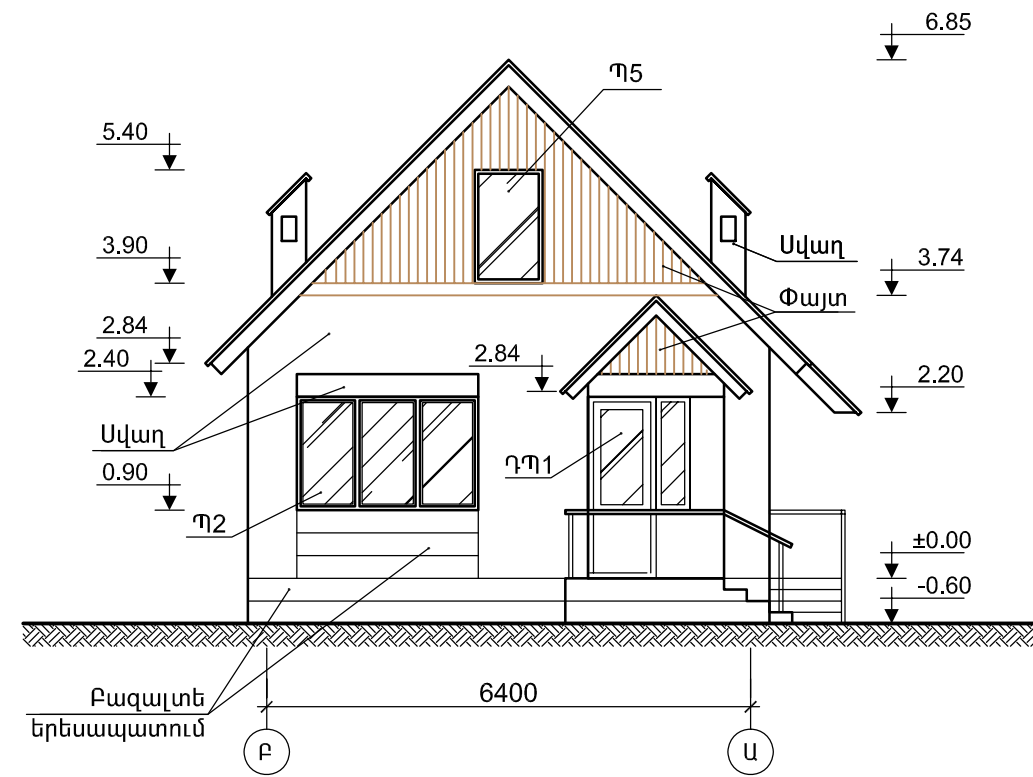 6.85
Պ5
5.40
Սվաղ
3.90
3.74
Փայտ
2.84
2.40
2.84
2.20
Սվաղ
ԴՊ1
0.90
Պ2
±0.00
-0.60
Բազալտե
երեսապատում
6400
Բ
Ա